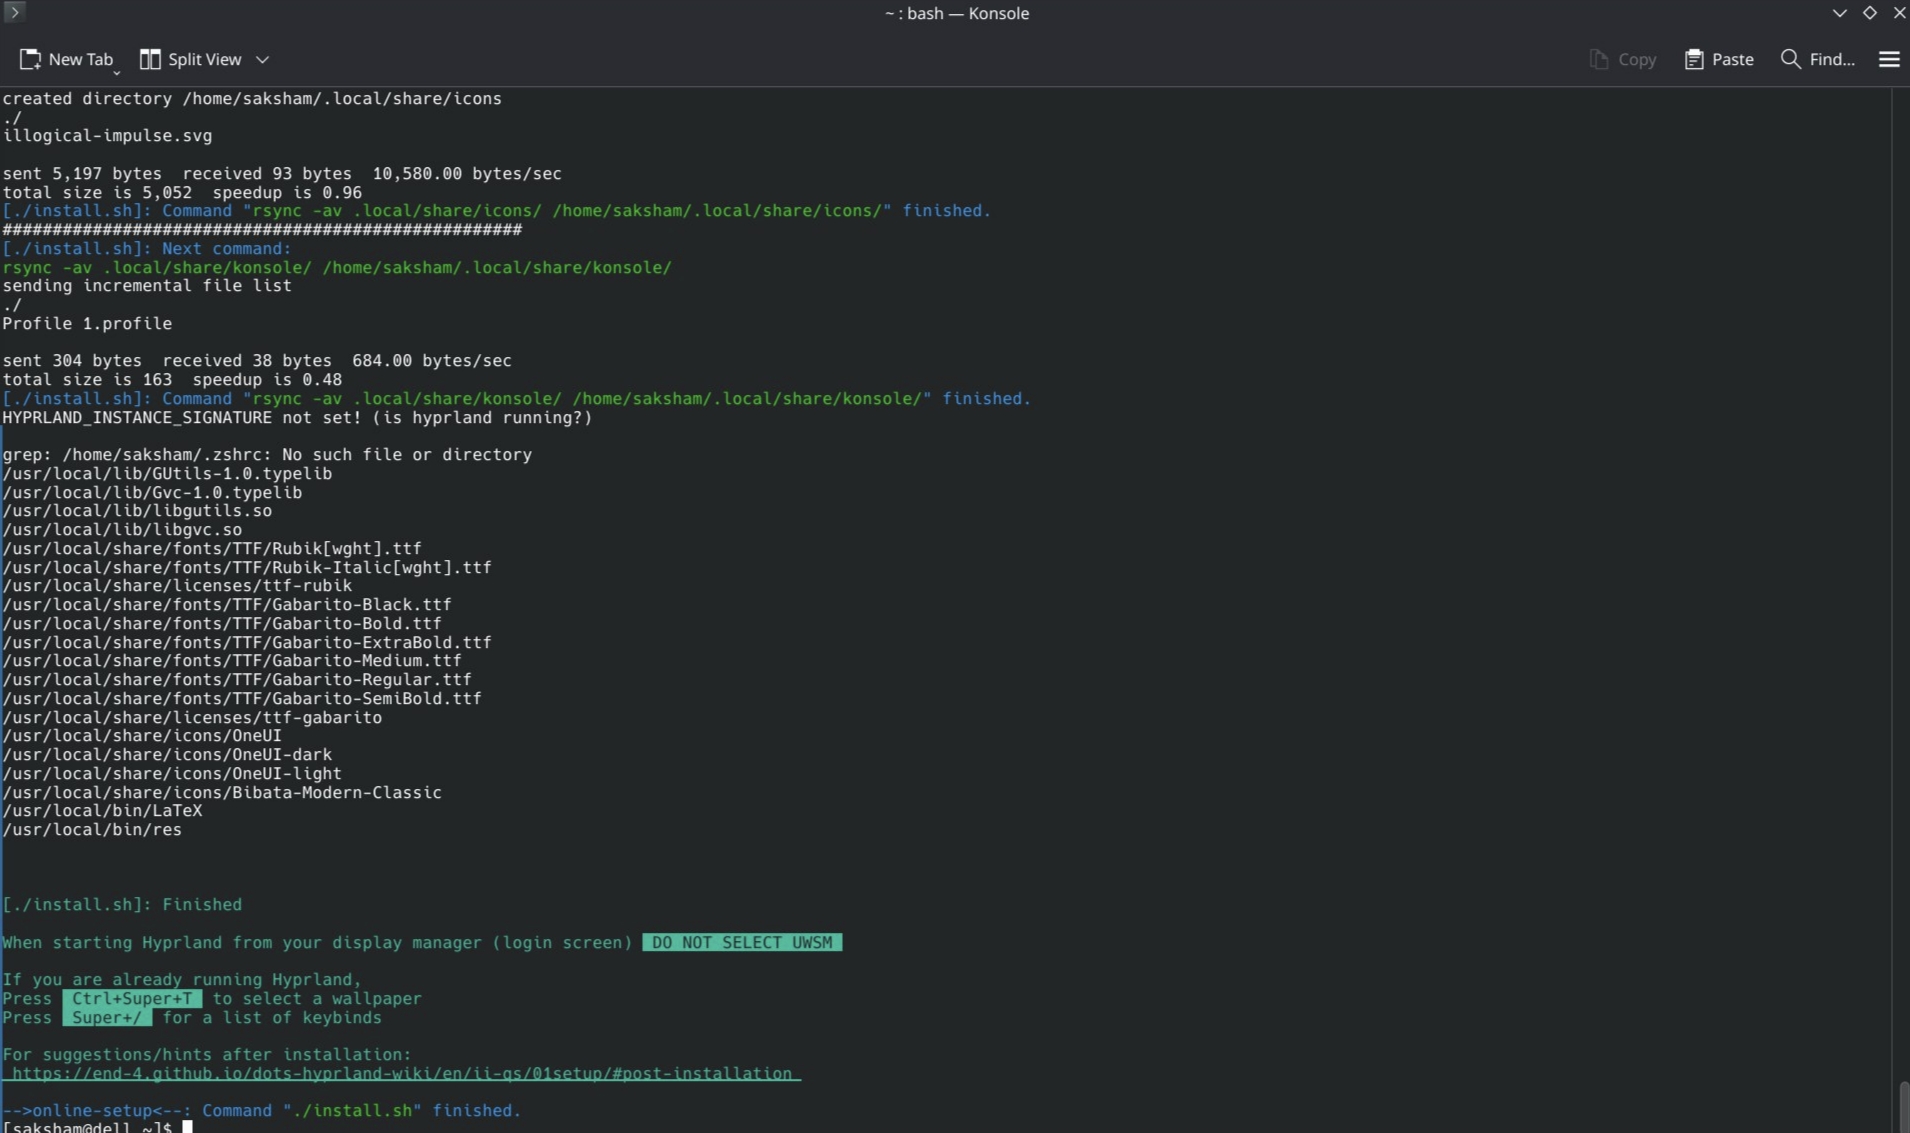 ~ : bash — Konsole
New Tab
Split View
Copy
Paste
Find...
created directory /home/saksham/.local/share/icons
./
illogical-impulse.svg
sent 5,197 bytes  received 93 bytes  10,580.00 bytes/sec
total size is 5,052  speedup is 0.96
[./install.sh]: Command "rsync -av .local/share/icons/ /home/saksham/.local/share/icons/" finished.
####################################################
[./install.sh]: Next command:
rsync -av .local/share/konsole/ /home/saksham/.local/share/konsole/
sending incremental file list
./
Profile 1.profile
sent 304 bytes  received 38 bytes  684.00 bytes/sec
total size is 163  speedup is 0.48
[./install.sh]: Command "rsync -av .local/share/konsole/ /home/saksham/.local/share/konsole/" finished.
HYPRLAND_INSTANCE_SIGNATURE not set! (is hyprland running?)
grep: /home/saksham/.zshrc: No such file or directory
/usr/local/lib/GUtils-1.0.typelib
/usr/local/lib/Gvc-1.0.typelib
/usr/local/lib/libgutils.so
/usr/local/lib/libgvc.so
/usr/local/share/fonts/TTF/Rubik[wght].ttf
/usr/local/share/fonts/TTF/Rubik-Italic[wght].ttf
/usr/local/share/licenses/ttf-rubik
/usr/local/share/fonts/TTF/Gabarito-Black.ttf
/usr/local/share/fonts/TTF/Gabarito-Bold.ttf
/usr/local/share/fonts/TTF/Gabarito-ExtraBold.ttf
/usr/local/share/fonts/TTF/Gabarito-Medium.ttf
/usr/local/share/fonts/TTF/Gabarito-Regular.ttf
/usr/local/share/fonts/TTF/Gabarito-SemiBold.ttf
/usr/local/share/licenses/ttf-gabarito
/usr/local/share/icons/OneUI
/usr/local/share/icons/OneUI-dark
/usr/local/share/icons/OneUI-light
/usr/local/share/icons/Bibata-Modern-Classic
/usr/local/bin/LaTeX
/usr/local/bin/res
[./install.sh]: Finished
When starting Hyprland from your display manager (login screen) DO NOT SELECT UWSM
If you are already running Hyprland,
Press Ctrl+Super+T to select a wallpaper
Press Super+/ for a list of keybinds
For suggestions/hints after installation:
https://end-4.github.io/dots-hyprland-wiki/en/ii-qs/01setup/#post-installation
-->online-setup<--: Command "./install.sh" finished.
[saksham@dell ~]$